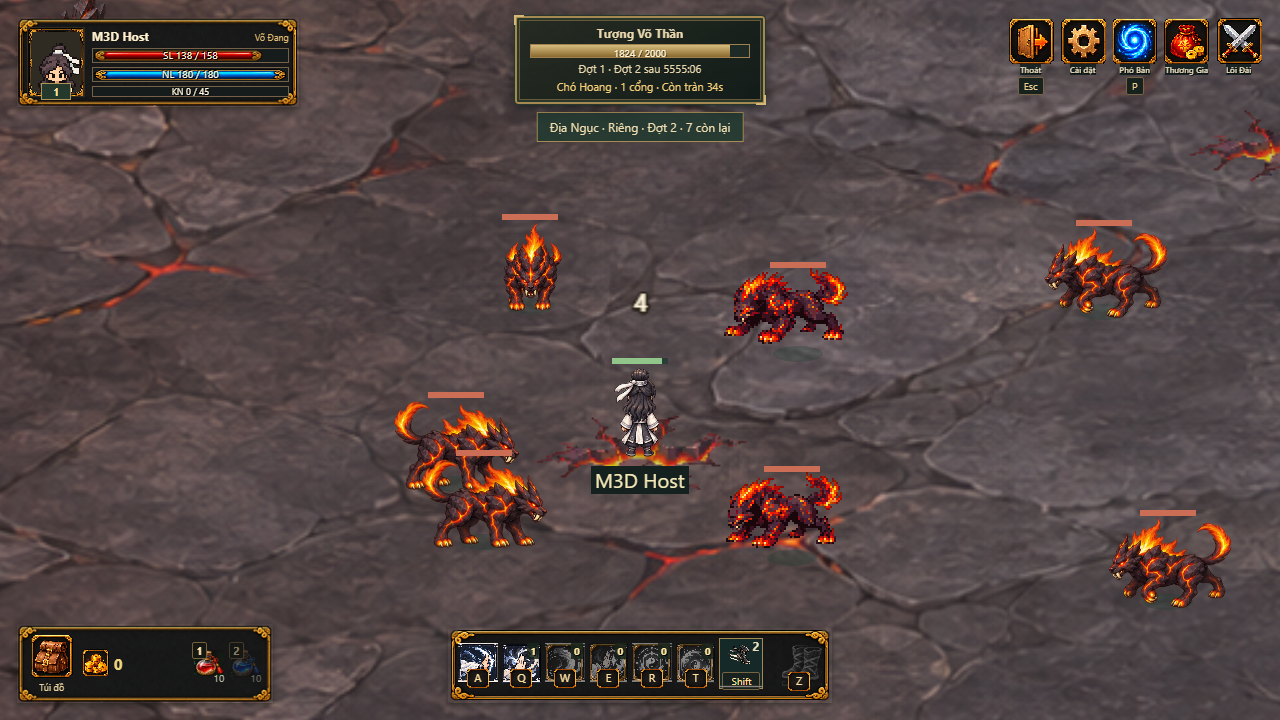 M3D Host
Võ Đang
SL 138 / 158
NL 180 / 180
KN 0 / 45
1
Tượng Võ Thần
1824 / 2000
Đợt 1 · Đợt 2 sau 5555:06
Chó Hoang · 1 cổng · Còn tràn 34s
Địa Ngục · Riêng · Đợt 2 · 7 còn lại
Thoát
Cài đặt
Phó Bản
Thương Gia
Lôi Đài
Esc
P
4
M3D Host
Túi đồ
0
1
10
2
10
A
1
Q
0
W
0
E
0
R
0
T
2
Shift
Z